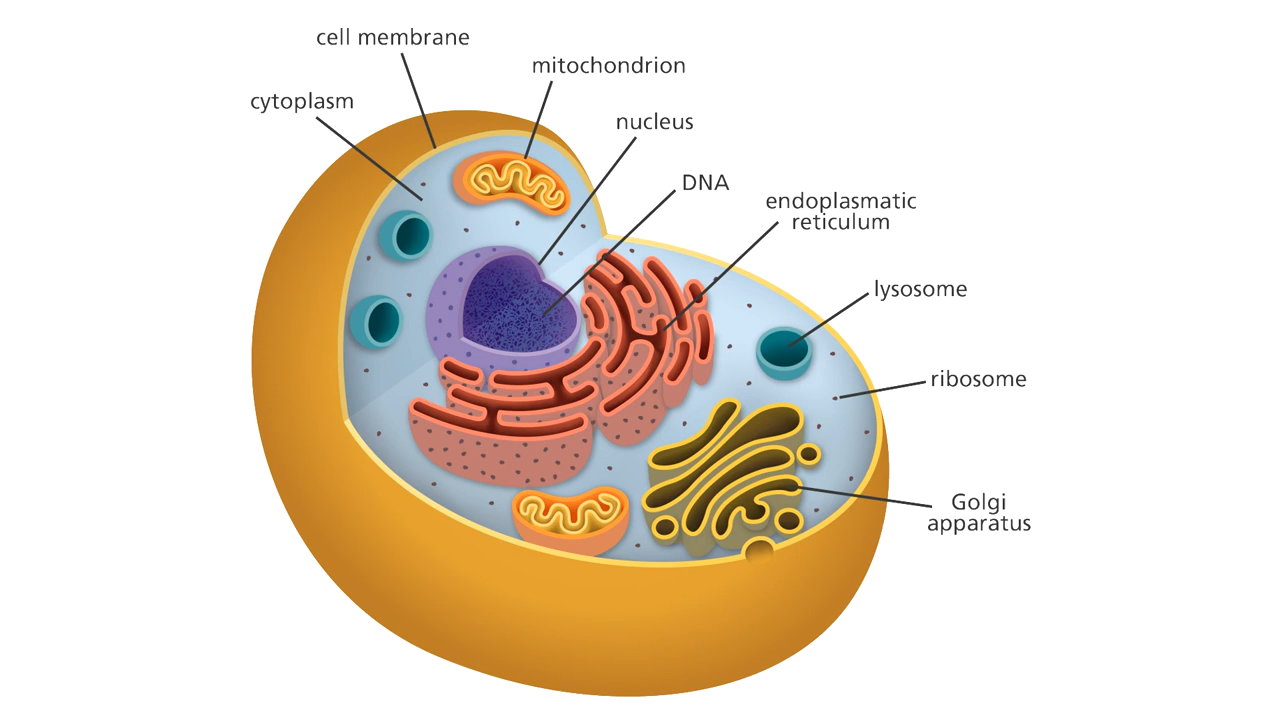 cell membrane
mitochondrion
cytoplasm
nucleus
DNA
endoplasmatic
reticulum
lysosome
ribosome
Golgi
apparatus